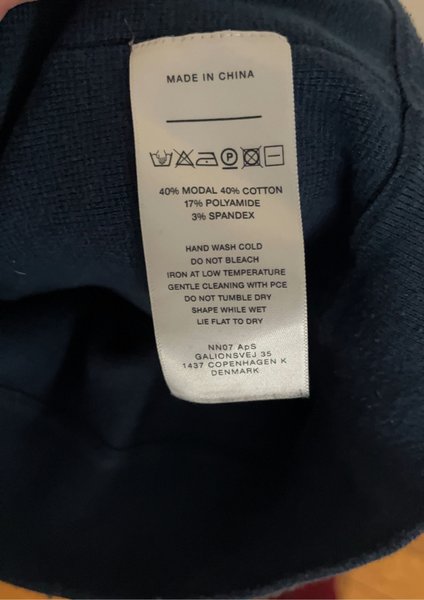 MADE IN CHINA
P
40% MODAL 40% COTTON
17% POLYAMIDE
3% SPANDEX
HAND WASH COLD
DO NOT BLEACH
IRON AT LOW TEMPERATURE
GENTLE CLEANING WITH PCE
DO NOT TUMBLE DRY
SHAPE WHILE WET
LIE FLAT TO DRY
NN07 ApS
GALIONSVEJ 35
1437 COPENHAGEN K
DENMARK